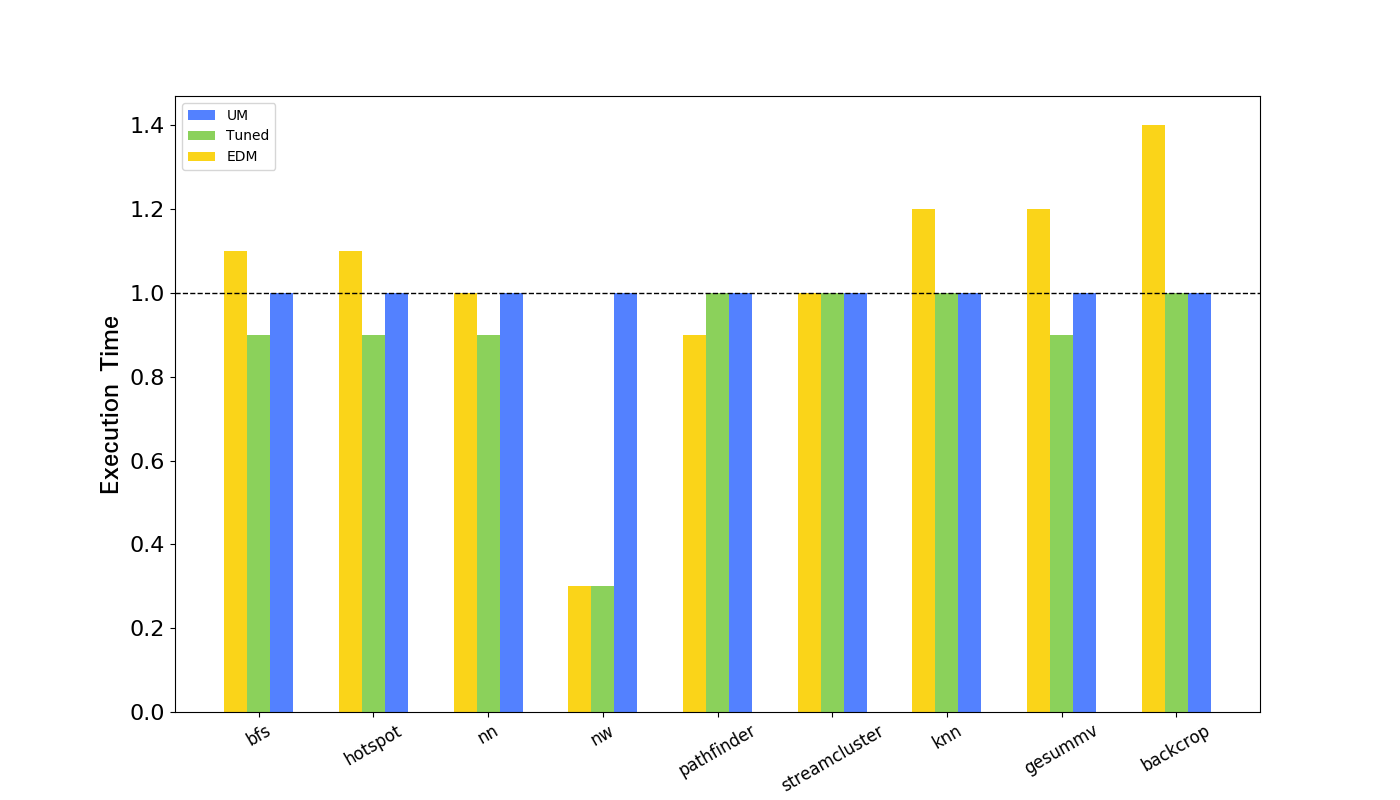 UM
Tuned
EDM
1.4
1.2
1.0
0.8
0.6
0.4
0.2
0.0
Execution Time
bfs
hotspot
nn
nw
pathfinder
streamcluster
knn
gesummv
backcrop